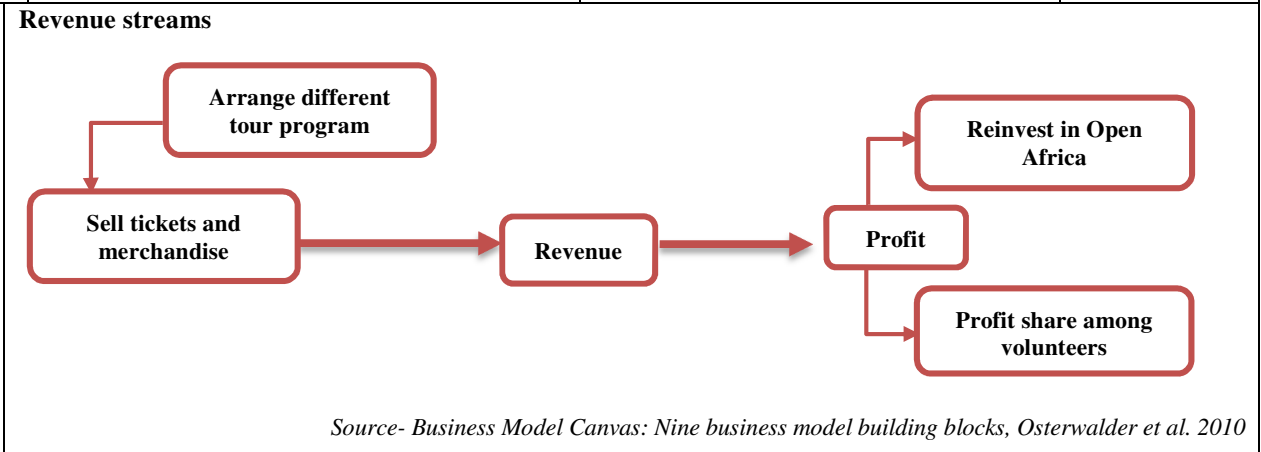 Revenue streams
Arrange different
tour program
Sell tickets and
merchandise
Revenue
Profit
Reinvest in Open
Africa
Profit share among
volunteers
Source- Business Model Canvas: Nine business model building blocks, Osterwalder et al. 2010